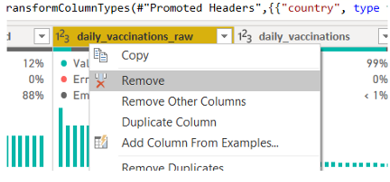 ransformColumnTypes(#"Promoted Headers",{{"country", type
d
1²3 daily_vaccinations_raw
1²3 daily_vaccinations
12%
Val
99%
0%
Err
0%
88%
Em
< 1%
Copy
Remove
Remove Other Columns
Duplicate Column
Add Column From Examples...
Remove Duplicates